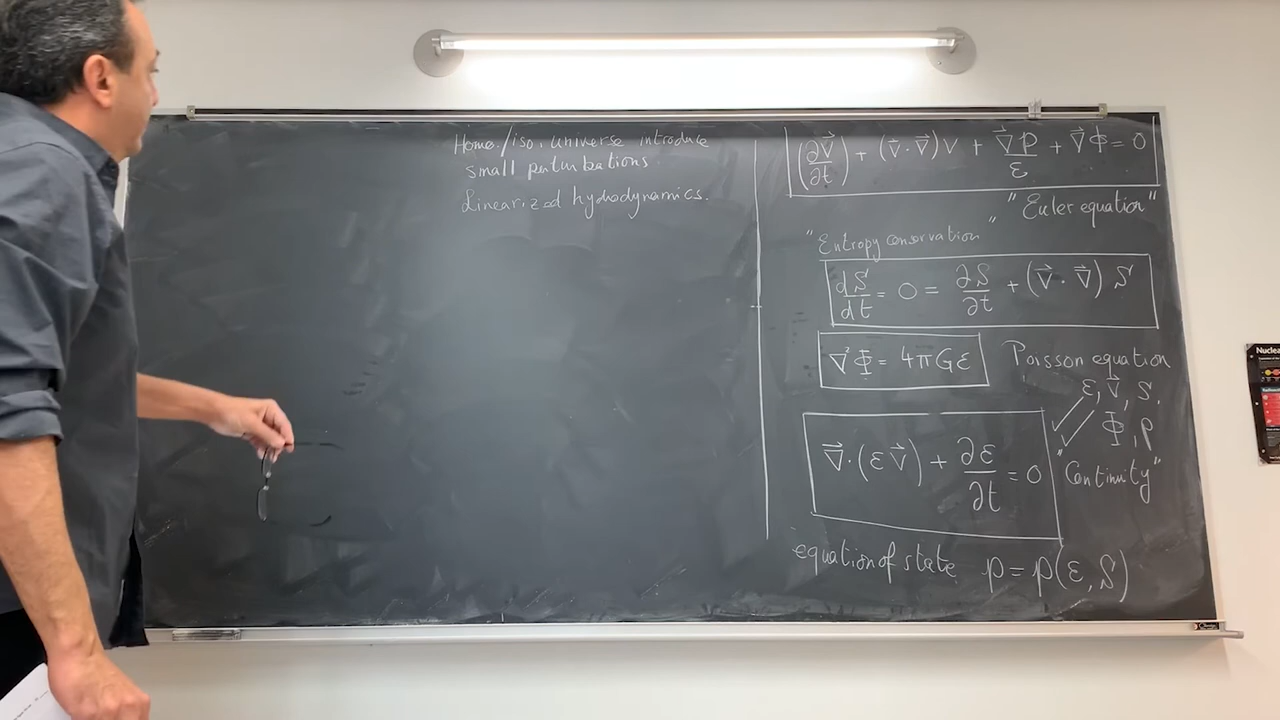 Homo./iso. universe introduce
small perturbations.
Linearized hydrodynamics.
(∂V⃗/∂t) + (V⃗·∇⃗)V + ∇⃗p/ε + ∇⃗Φ = 0
" "Euler equation"
"Entropy conservation
dS/dt = 0 = ∂S/∂t + (V⃗·∇⃗) S
∇²Φ = 4πGε Poisson equation
ε, V⃗, S.
Φ, p
∇⃗·(εV⃗) + ∂ε/∂t = 0 "Continuity"
equation of state p = p(ε, S)
Nuclea